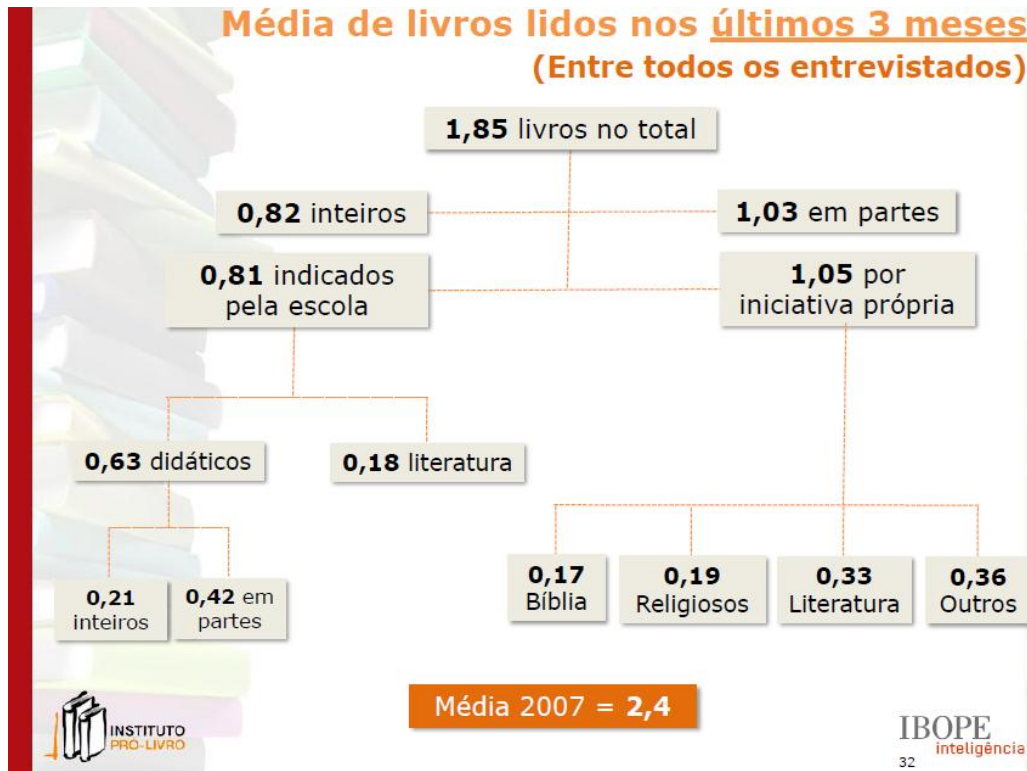 Média de livros lidos nos últimos 3 meses
(Entre todos os entrevistados)
1,85 livros no total
0,82 inteiros
1,03 em partes
0,81 indicados
pela escola
1,05 por
iniciativa própria
0,63 didáticos
0,18 literatura
0,21
inteiros
0,42 em
partes
0,17
Bíblia
0,19
Religiosos
0,33
Literatura
0,36
Outros
Média 2007 = 2,4
INSTITUTO
PRÓ-LIVRO
IBOPE
inteligência
32